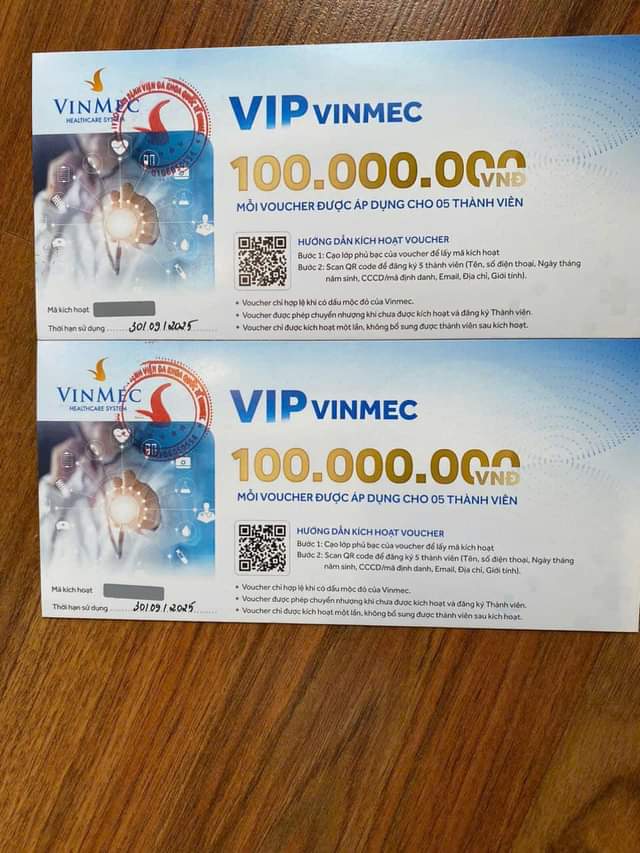 VINMEC
HEALTHCARE SYSTEM
VIP VINMEC
100.000.000 VNĐ
MỖI VOUCHER ĐƯỢC ÁP DỤNG CHO 05 THÀNH VIÊN
HƯỚNG DẪN KÍCH HOẠT VOUCHER
Bước 1: Cạo lớp phủ bạc của voucher để lấy mã kích hoạt
Bước 2: Scan QR code để đăng ký 5 thành viên (Tên, số điện thoại, Ngày tháng
năm sinh, CCCD/mã định danh, Email, Địa chỉ, Giới tính).
• Voucher chỉ hợp lệ khi có dấu mộc đỏ của Vinmec.
• Voucher được phép chuyển nhượng khi chưa được kích hoạt và đăng ký Thành viên.
• Voucher chỉ được kích hoạt một lần, không bổ sung được thành viên sau kích hoạt.
Mã kích hoạt
Thời hạn sử dụng 30/09/2025
VINMEC
HEALTHCARE SYSTEM
VIP VINMEC
100.000.000 VNĐ
MỖI VOUCHER ĐƯỢC ÁP DỤNG CHO 05 THÀNH VIÊN
HƯỚNG DẪN KÍCH HOẠT VOUCHER
Bước 1: Cạo lớp phủ bạc của voucher để lấy mã kích hoạt
Bước 2: Scan QR code để đăng ký 5 thành viên (Tên, số điện thoại, Ngày tháng
năm sinh, CCCD/mã định danh, Email, Địa chỉ, Giới tính).
• Voucher chỉ hợp lệ khi có dấu mộc đỏ của Vinmec.
• Voucher được phép chuyển nhượng khi chưa được kích hoạt và đăng ký Thành viên.
• Voucher chỉ được kích hoạt một lần, không bổ sung được thành viên sau kích hoạt.
Mã kích hoạt
Thời hạn sử dụng 30/09/2025